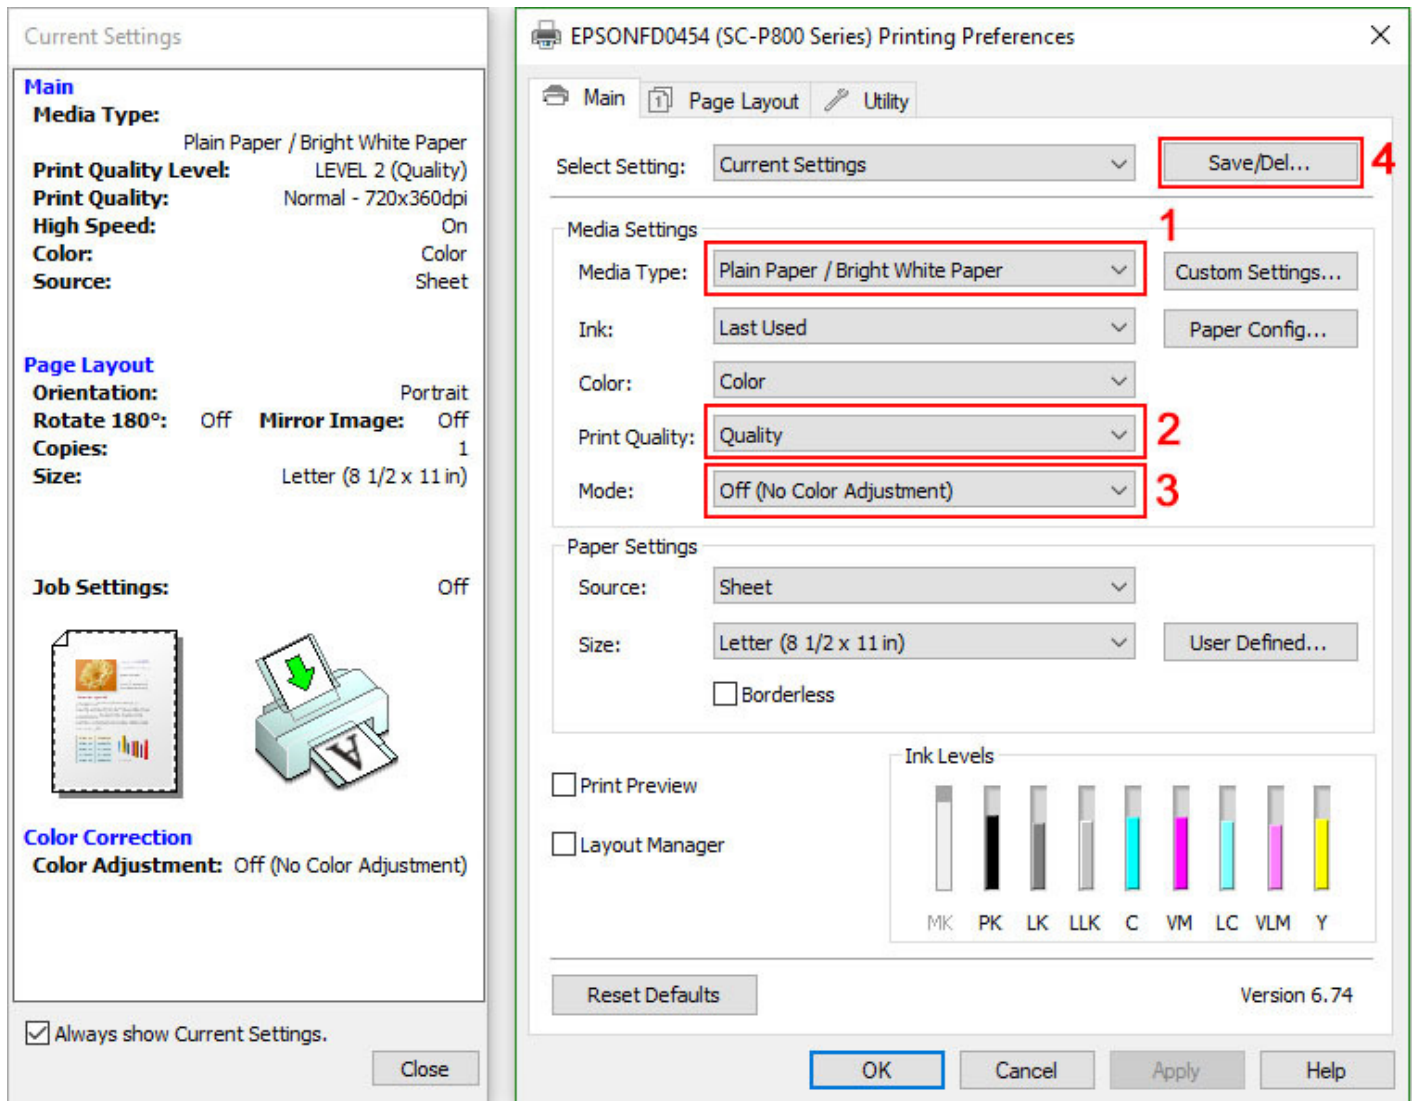 Current Settings
Main
Media Type:
Plain Paper / Bright White Paper
Print Quality Level: LEVEL 2 (Quality)
Print Quality: Normal - 720x360dpi
High Speed: On
Color: Color
Source: Sheet
Page Layout
Orientation: Portrait
Rotate 180°: Off Mirror Image: Off
Copies: 1
Size: Letter (8 1/2 x 11 in)
Job Settings: Off
A
Color Correction
Color Adjustment: Off (No Color Adjustment)
Always show Current Settings.
Close
EPSONFD0454 (SC-P800 Series) Printing Preferences
Main 1 Page Layout Utility
Select Setting: Current Settings Save/Del... 4
Media Settings 1
Media Type: Plain Paper / Bright White Paper Custom Settings...
Ink: Last Used Paper Config...
Color: Color
Print Quality: Quality 2
Mode: Off (No Color Adjustment) 3
Paper Settings
Source: Sheet
Size: Letter (8 1/2 x 11 in) User Defined...
Borderless
Print Preview
Layout Manager
Ink Levels
MK PK LK LLK C VM LC VLM Y
Reset Defaults Version 6.74
OK Cancel Apply Help